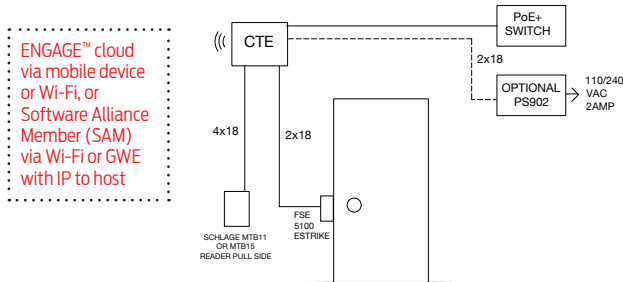 ENGAGE™ cloud
via mobile device
or Wi-Fi, or
Software Alliance
Member (SAM)
via Wi-Fi or GWE
with IP to host
CTE
PoE+
SWITCH
2x18
OPTIONAL
PS902
110/240
VAC
2AMP
4x18
2x18
SCHLAGE MTB11
OR MTB15
READER PULL SIDE
FSE
5100
ESTRIKE